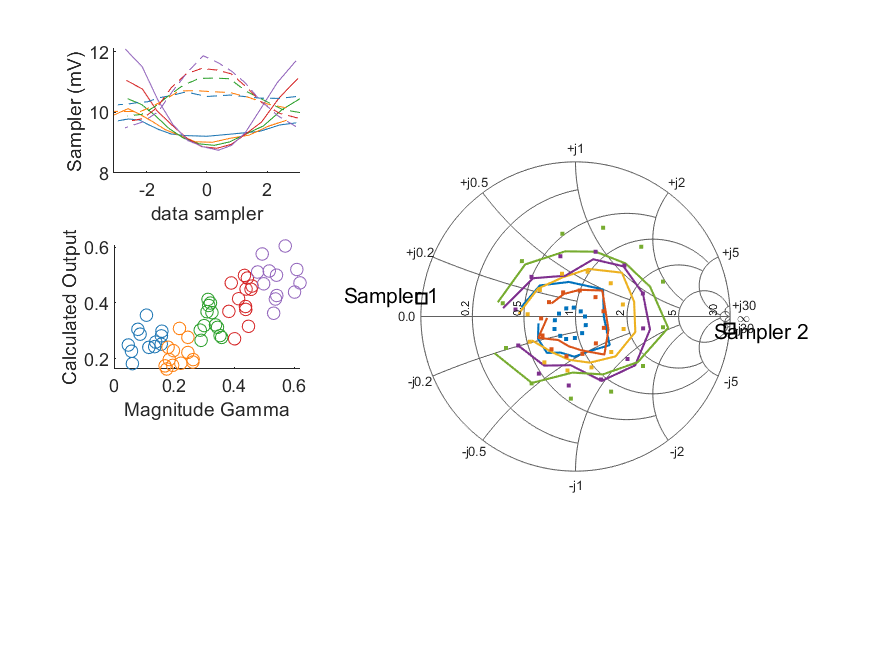 12
10
8
Sampler (mV)
-2
0
2
data sampler
0.6
0.4
0.2
Calculated Output
0
0.2
0.4
0.6
Magnitude Gamma
+j1
+j0.5
+j2
+j0.2
+j5
Sampler 1
0.2
0.5
1
2
5
30
+j30
0.0
∞
Sampler 2
-j0.2
-j5
-j0.5
-j2
-j1